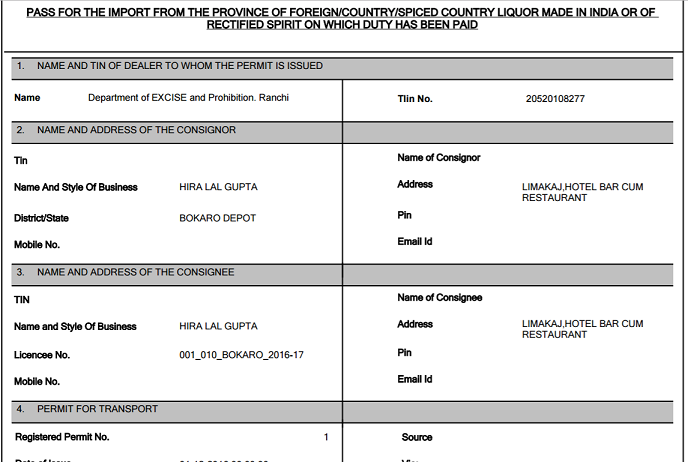 PASS FOR THE IMPORT FROM THE PROVINCE OF FOREIGN/COUNTRY/SPICED COUNTRY LIQUOR MADE IN INDIA OR OF
RECTIFIED SPIRIT ON WHICH DUTY HAS BEEN PAID
1. NAME AND TIN OF DEALER TO WHOM THE PERMIT IS ISSUED
Name Department of EXCISE and Prohibition. Ranchi Tlin No. 20520108277
2. NAME AND ADDRESS OF THE CONSIGNOR
Tin Name of Consignor
Name And Style Of Business HIRA LAL GUPTA Address LIMAKAJ,HOTEL BAR CUM
RESTAURANT
District/State BOKARO DEPOT Pin
Mobile No. Email Id
3. NAME AND ADDRESS OF THE CONSIGNEE
TIN Name of Consignee
Name and Style Of Business HIRA LAL GUPTA Address LIMAKAJ,HOTEL BAR CUM
RESTAURANT
Licencee No. 001_010_BOKARO_2016-17 Pin
Mobile No. Email Id
4. PERMIT FOR TRANSPORT
Registered Permit No. 1 Source